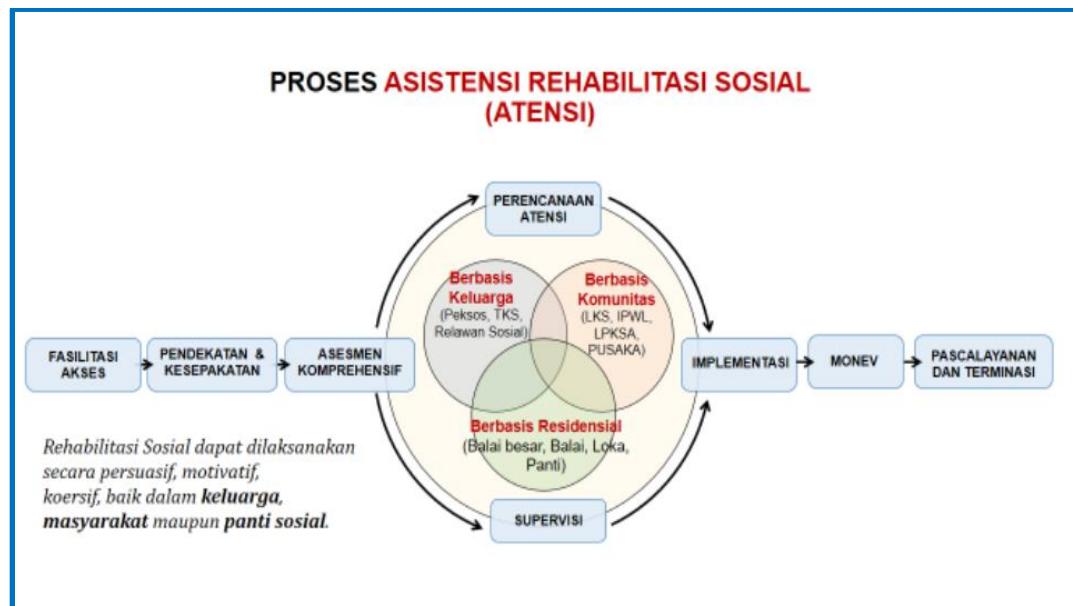 PROSES ASISTENSI REHABILITASI SOSIAL
(ATENSI)
PERENCANAAN
ATENSI
Berbasis
Keluarga
(Peksos, TKS,
Relawan Sosial)
Berbasis
Komunitas
(LKS, IPWL,
LPKSA,
PUSAKA)
FASILITASI
AKSES
PENDEKATAN &
KESEPAKATAN
ASESMEN
KOMPREHENSIF
IMPLEMENTASI
MONEV
PASCALAYANAN
DAN TERMINASI
Berbasis Residensial
(Balai besar, Balai, Loka,
Panti)
Rehabilitasi Sosial dapat dilaksanakan
secara persuasif, motivatif,
koersif, baik dalam keluarga,
masyarakat maupun panti sosial.
SUPERVISI